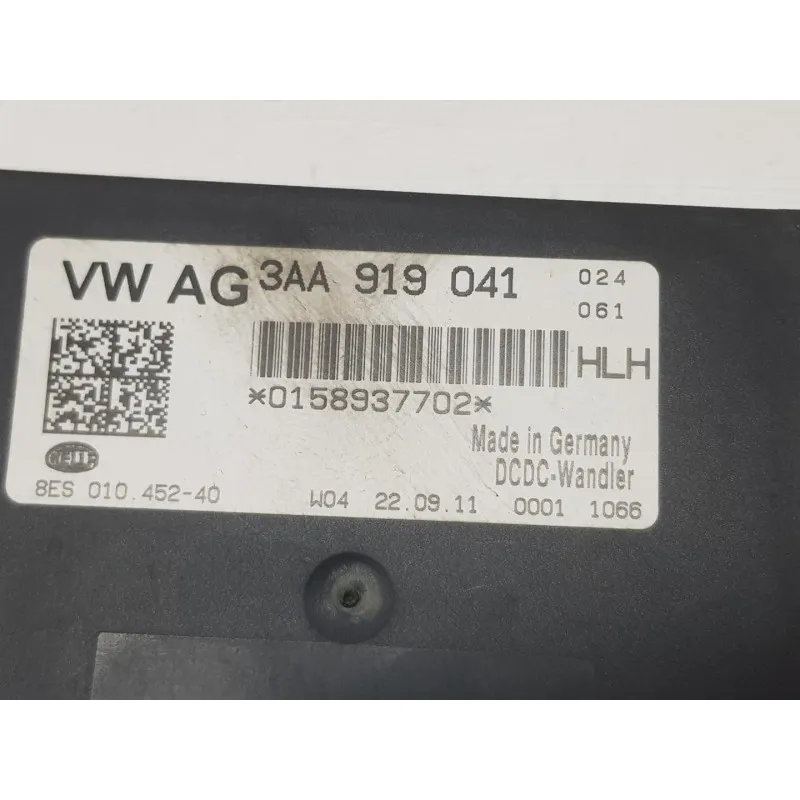 VW AG 3AA 919 041 024
061
HLH
*0158937702*
Made in Germany
DCDC-Wandler
HELLA
8ES 010.452-40 W04 22.09.11 0001 1066